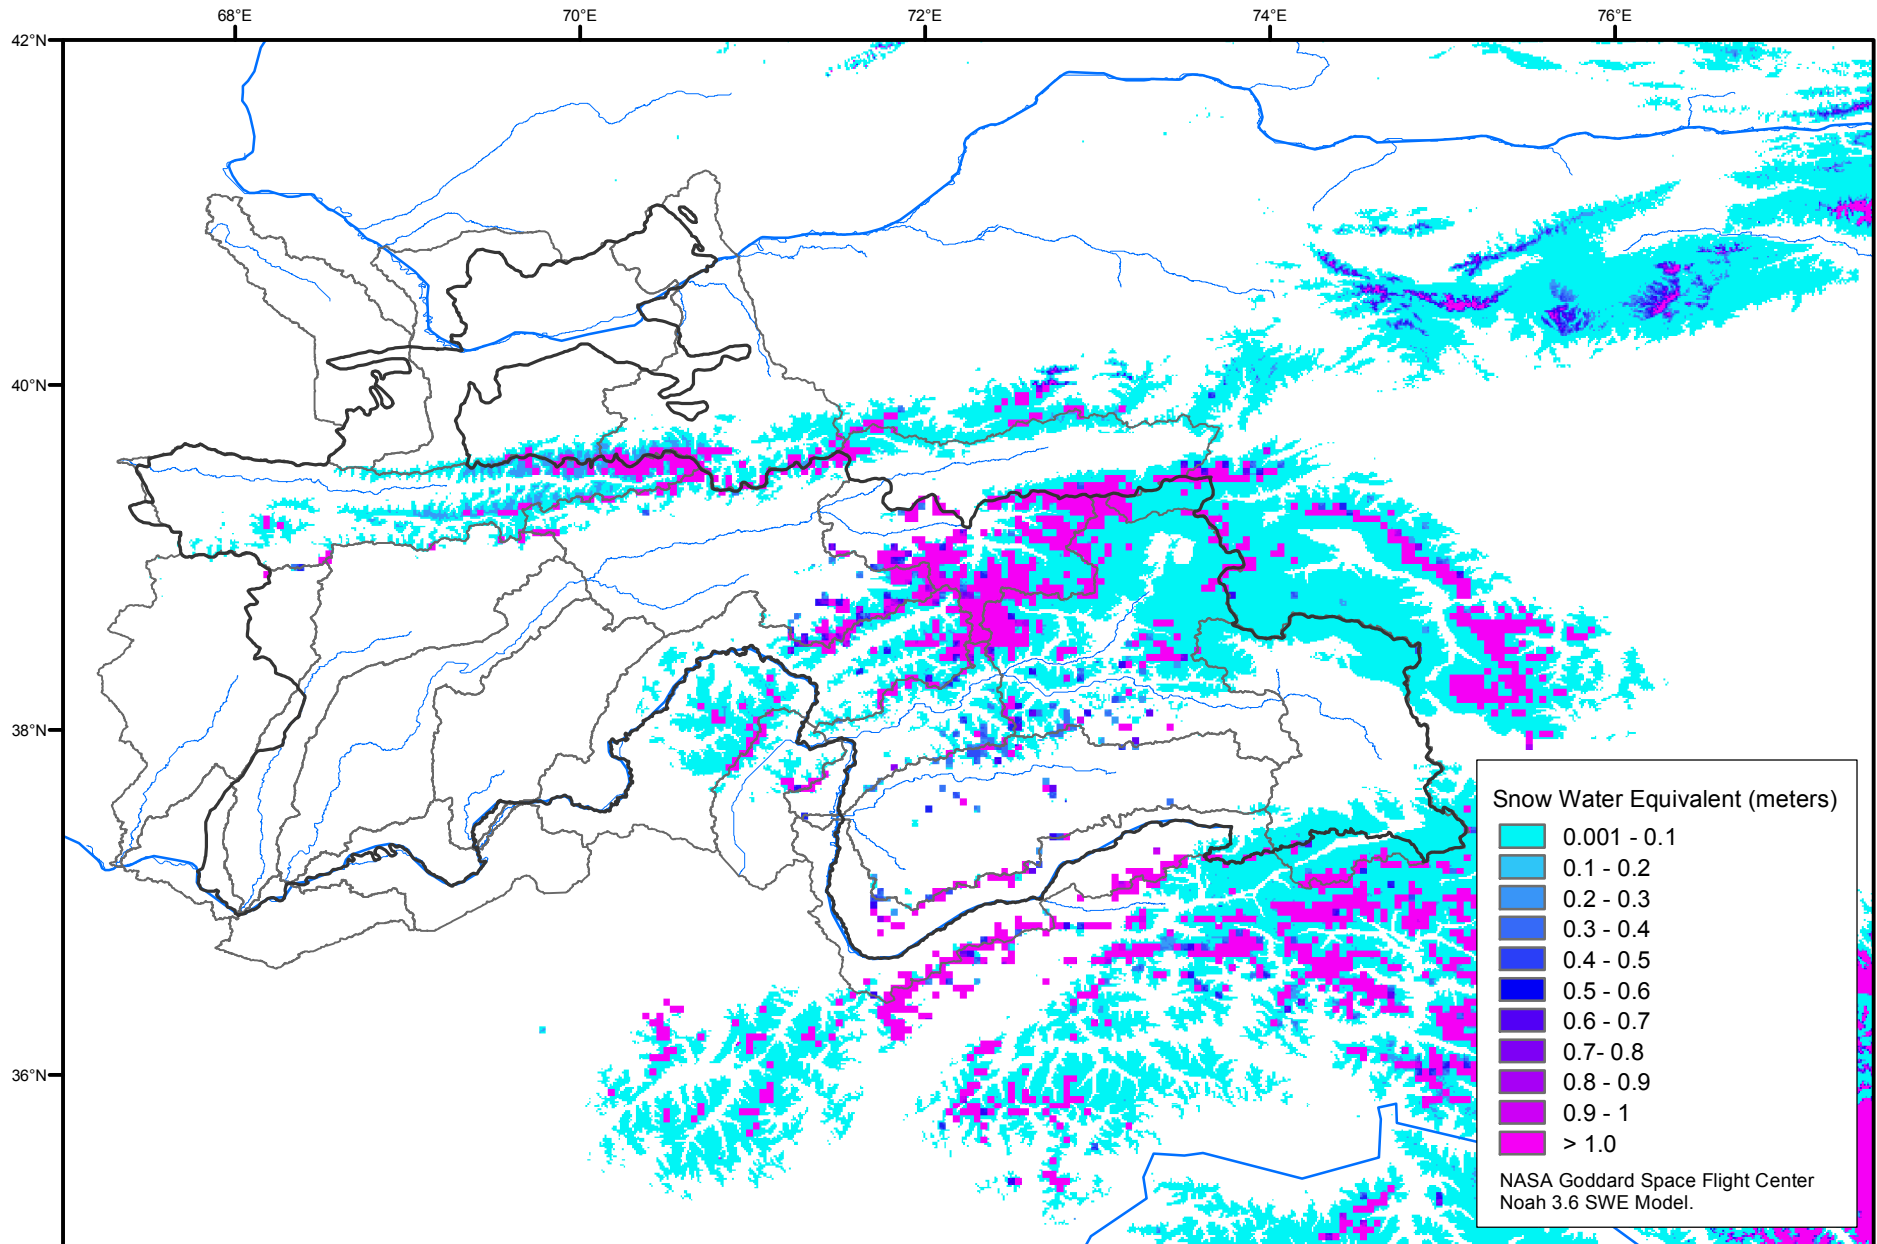 68°E 70°E 72°E 74°E 76°E
42°N
40°N
38°N
36°N
Snow Water Equivalent (meters)
0.001 - 0.1
0.1 - 0.2
0.2 - 0.3
0.3 - 0.4
0.4 - 0.5
0.5 - 0.6
0.6 - 0.7
0.7- 0.8
0.8 - 0.9
0.9 - 1
> 1.0
NASA Goddard Space Flight Center
Noah 3.6 SWE Model.